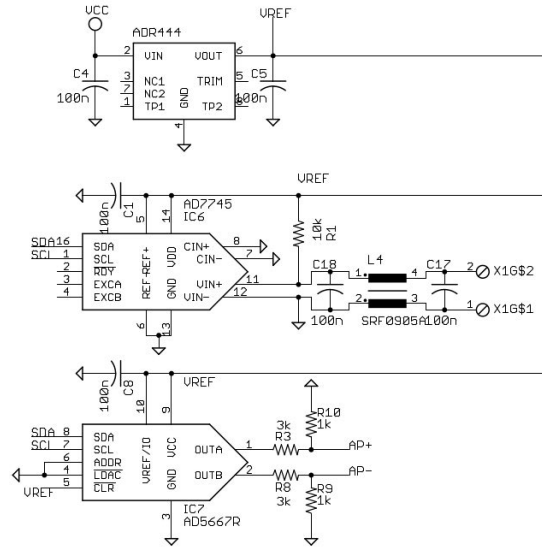 VCC
VREF
ADR444
2 VIN VOUT 6
C4
100n
3 NC1 TRIM 5
7 NC2
1 TP1 GND TP2 8
4
C5
100n
VREF
100n
C1
5
14
AD7745
IC6
10k
R1
SDA 16 SDA
SCL 1 SCL
2 RDY
3 EXCA
4 EXCB
REF-REF+
GND VDD
CIN+ 8
CIN- 7
VIN+ 11
VIN- 12
6
13
C18
100n
L4
1 4
2 3
SRF0905A
C17
100n
2 X1G$2
1 X1G$1
100n
C8
10
9
VREF
SDA 8 SDA
SCL 7 SCL
6 ADDR
4 LDAC
VREF 5 CLR
VREF/IO
GND VCC
OUTA 1
OUTB 2
3
IC7
AD5667R
3k
R3
R8
3k
R10
1k
AP+
AP-
R9
1k